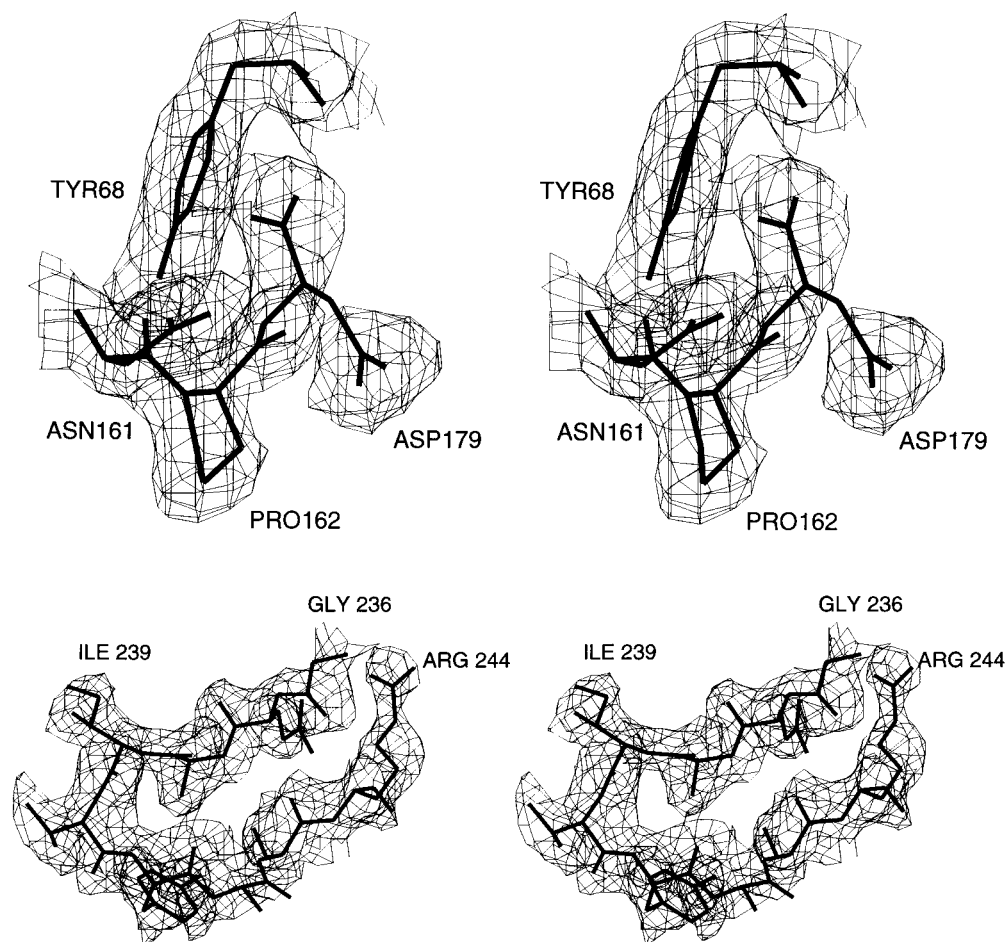 TYR68 TYR68
ASN161 ASN161
ASP179 ASP179
PRO162 PRO162
GLY 236 GLY 236
ILE 239 ILE 239
ARG 244 ARG 244